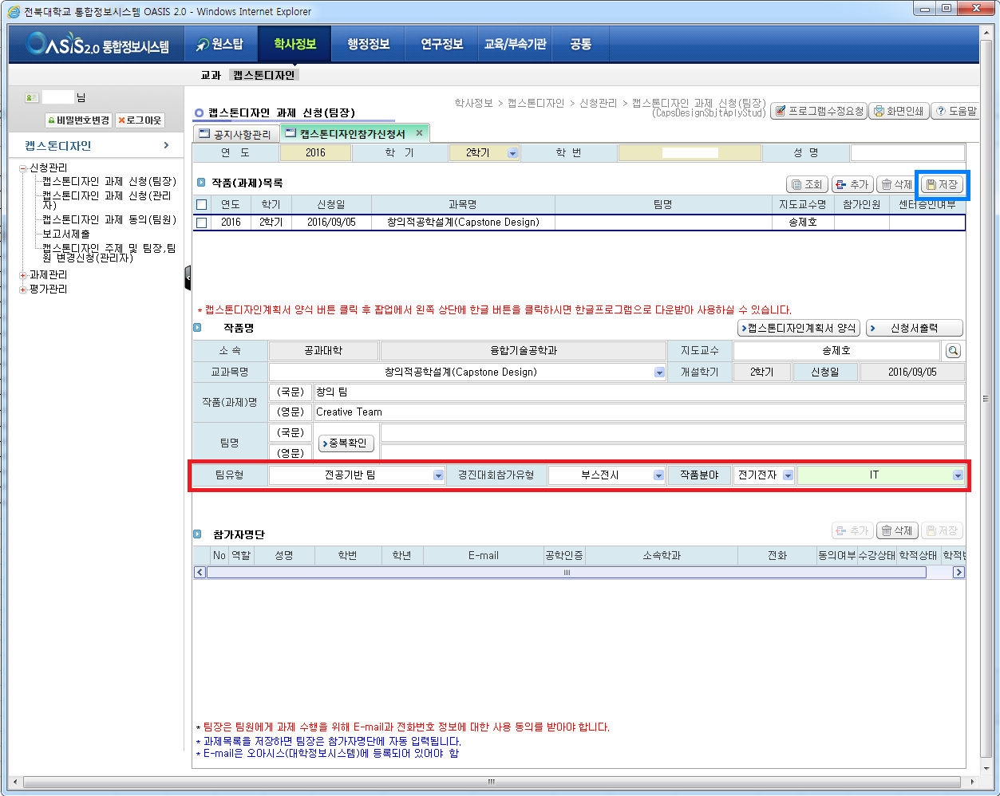 전북대학교 통합정보시스템 OASIS 2.0 - Windows Internet Explorer
OASIS2.0 통합정보시스템 원스탑 학사정보 행정정보 연구정보 교육/부속기관 공통
교과 캡스톤디자인
님
비밀번호변경 로그아웃
캡스톤디자인
신청관리
캡스톤디자인 과제 신청(팀장)
캡스톤디자인 과제 신청(관리
자)
캡스톤디자인 과제 동의(팀원)
보고서제출
캡스톤디자인 주제 및 팀장,팀
원 변경신청(관리자)
과제관리
평가관리
캡스톤디자인 과제 신청(팀장)
학사정보 > 캡스톤디자인 > 신청관리 > 캡스톤디자인 과제 신청(팀장)
(CapsDesignSbjtAplyStud)
프로그램수정요청 화면인쇄 도움말
공지사항관리 캡스톤디자인참가신청서
연 도 2016 학 기 2학기 학 번 성 명
작품(과제)목록 조회 추가 삭제 저장
연도 학기 신청일 과목명 팀명 지도교수명 참가인원 센터승인여부
2016 2학기 2016/09/05 창의적공학설계(Capstone Design) 송제호
* 캡스톤디자인계획서 양식 버튼 클릭 후 팝업에서 왼쪽 상단에 한글 버튼을 클릭하시면 한글프로그램으로 다운받아 사용하실 수 있습니다.
작품명 캡스톤디자인계획서 양식 신청서출력
소 속 공과대학 융합기술공학과 지도교수 송제호
교과목명 창의적공학설계(Capstone Design) 개설학기 2학기 신청일 2016/09/05
작품(과제)명 (국문) 창의 팀
(영문) Creative Team
팀명 (국문) 중복확인
(영문)
팀유형 전공기반 팀 경진대회참가유형 부스전시 작품분야 전기전자 IT
참가자명단 추가 삭제 저장
No 역할 성명 학번 학년 E-mail 공학인증 소속학과 전화 동의여부 수강상태 학적상태
* 팀장은 팀원에게 과제 수행을 위해 E-mail과 전화번호 정보에 대한 사용 동의를 받아야 합니다.
* 과제목록을 저장하면 팀장은 참가자명단에 자동 입력됩니다.
* E-mail은 오아시스(대학정보시스템)에 등록되어 있어야 함